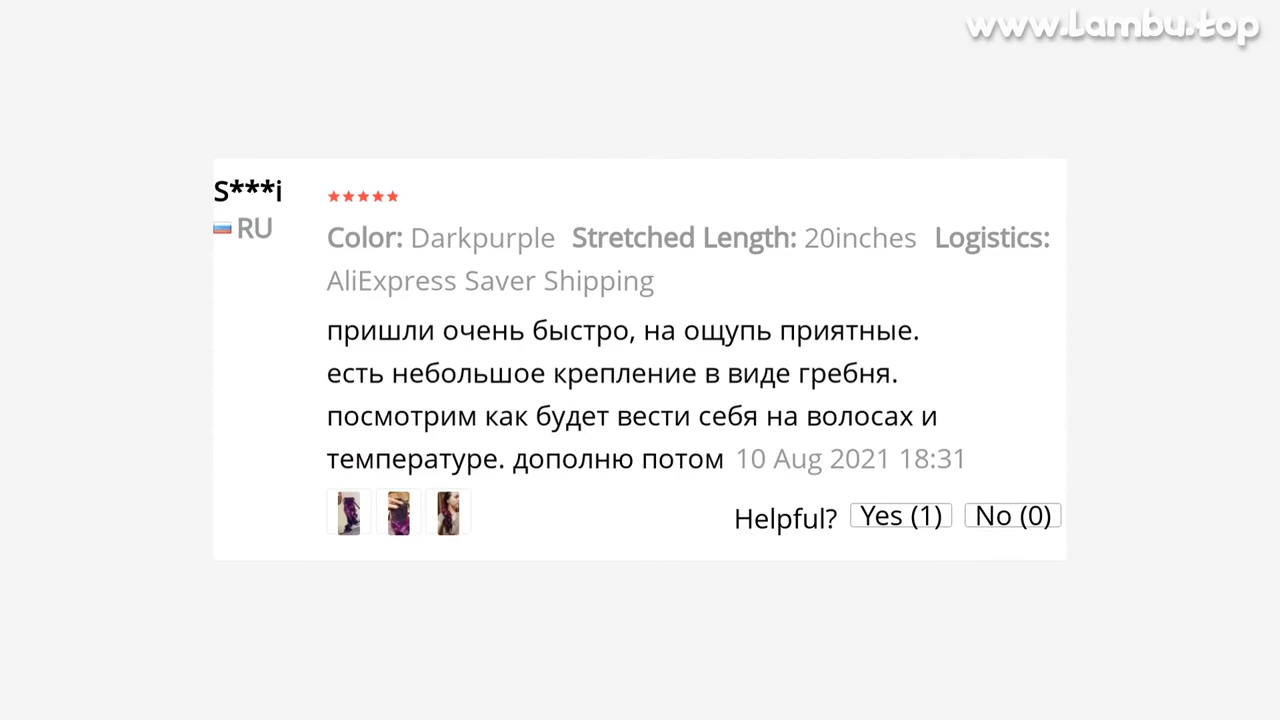 www.Lambu.top
S***i
RU
Color: Darkpurple Stretched Length: 20inches Logistics:
AliExpress Saver Shipping
пришли очень быстро, на ощупь приятные.
есть небольшое крепление в виде гребня.
посмотрим как будет вести себя на волосах и
температуре. дополню потом 10 Aug 2021 18:31
Helpful? Yes (1) No (0)